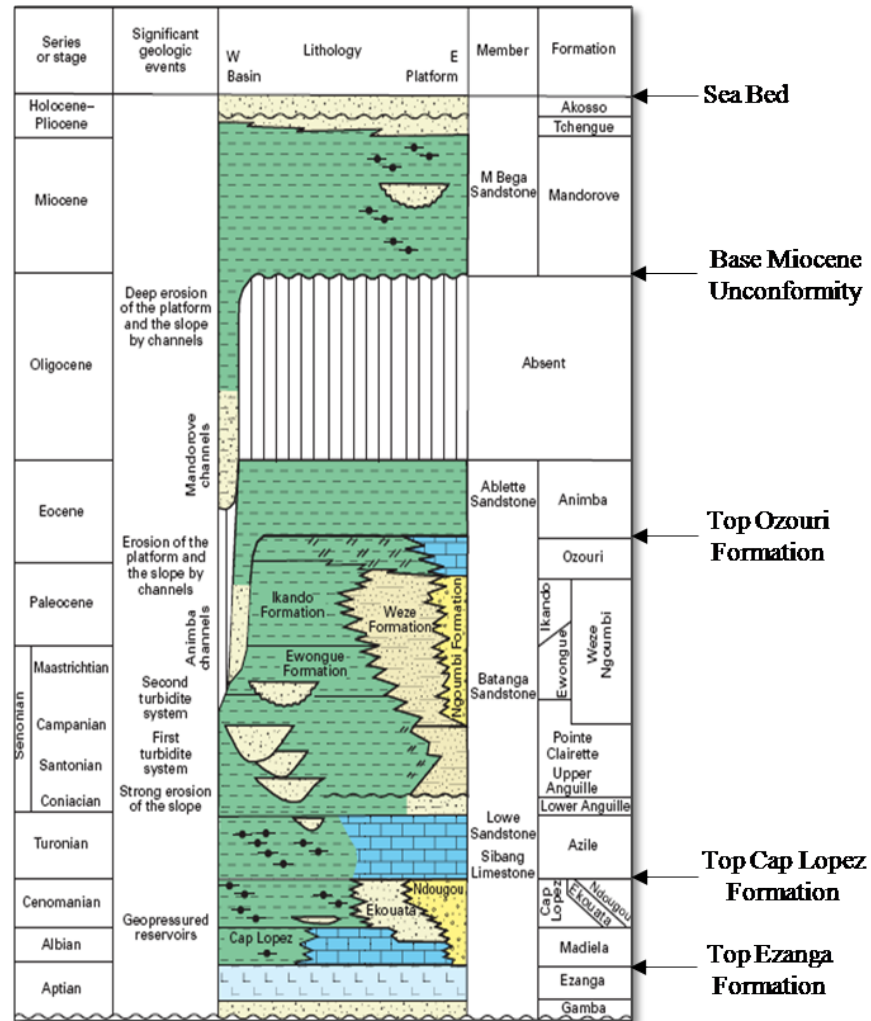 Series
or stage
Significant
geologic
events
W
Lithology
E
Basin
Platform
Member
Formation
Sea Bed
Holocene–
Pliocene
Akosso
Tchengue
Miocene
M Bega
Sandstone
Mandorove
Base Miocene
Unconformity
Deep erosion
of the platform
and the slope
by channels
Oligocene
Absent
Mandorove
channels
Eocene
Ablette
Sandstone
Animba
Top Ozouri
Formation
Erosion of the
platform and
the slope by
channels
Ozouri
Paleocene
Animba
channels
Ikando
Formation
Weze
Formation
Ngoumbi Formation
Ikando
Ewongue
Weze
Ngoumbi
Senonian
Maastrichtian
Ewongue
Formation
Batanga
Sandstone
Second
turbidite
system
Campanian
First
turbidite
system
Pointe
Clairette
Santonian
Upper
Anguille
Strong erosion
of the slope
Coniacian
Lower Anguille
Turonian
Lowe
Sandstone
Sibang
Limestone
Azile
Top Cap Lopez
Formation
Cenomanian
Ndougou
Ekouata
Cap
Lopez
Ekouata
Ndougou
Geopressured
reservoirs
Albian
Cap Lopez
Madiela
Top Ezanga
Formation
Aptian
Ezanga
Gamba